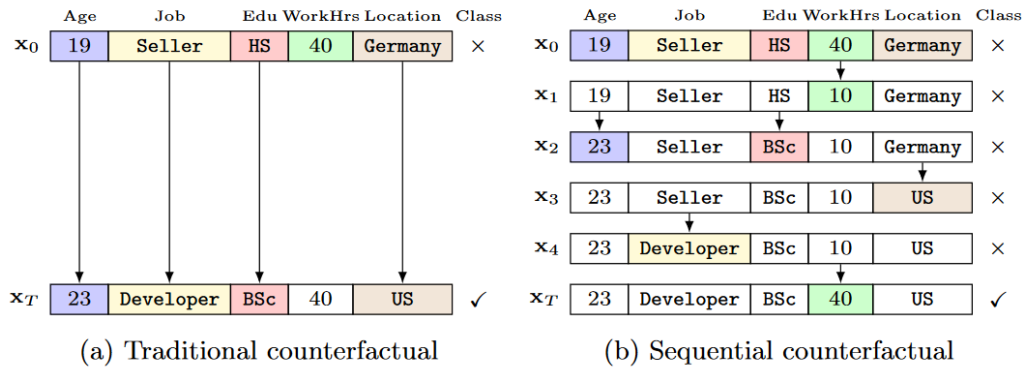 Age Job Edu WorkHrs Location Class
x0 19 Seller HS 40 Germany ×
xT 23 Developer BSc 40 US ✓
(a) Traditional counterfactual
Age Job Edu WorkHrs Location Class
x0 19 Seller HS 40 Germany ×
x1 19 Seller HS 10 Germany ×
x2 23 Seller BSc 10 Germany ×
x3 23 Seller BSc 10 US ×
x4 23 Developer BSc 10 US ×
xT 23 Developer BSc 40 US ✓
(b) Sequential counterfactual